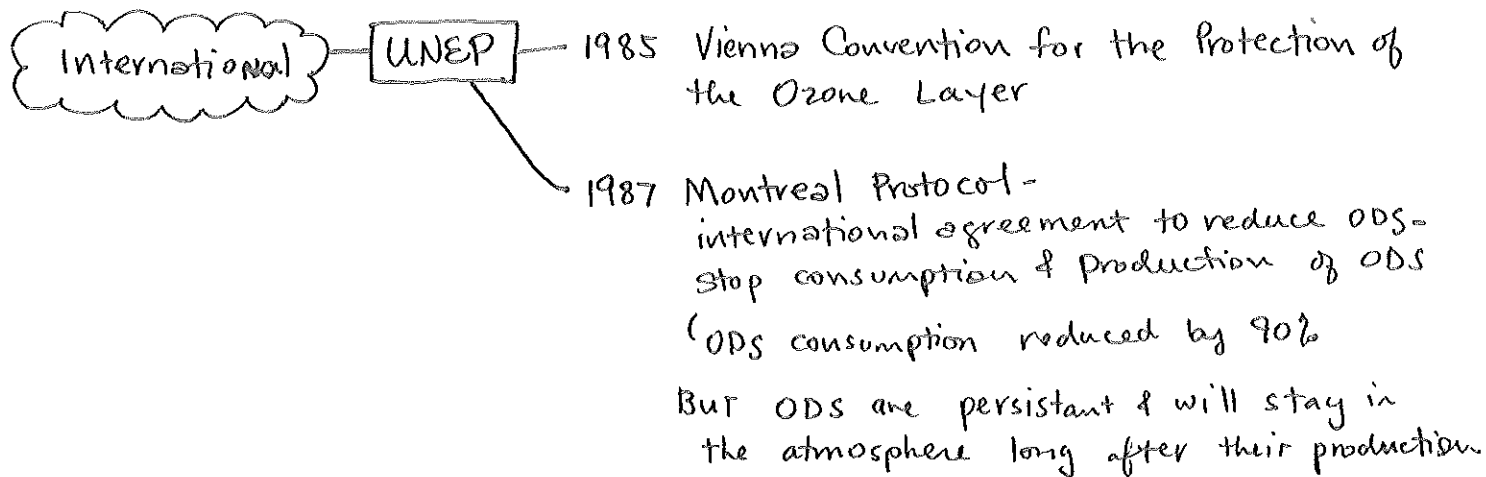 International
UNEP
1985 Vienna Convention for the Protection of
the Ozone Layer
1987 Montreal Protocol-
international agreement to reduce ODS-
stop consumption & production of ODS
(ODS consumption reduced by 90%
But ODS are persistant & will stay in
the atmosphere long after their production.